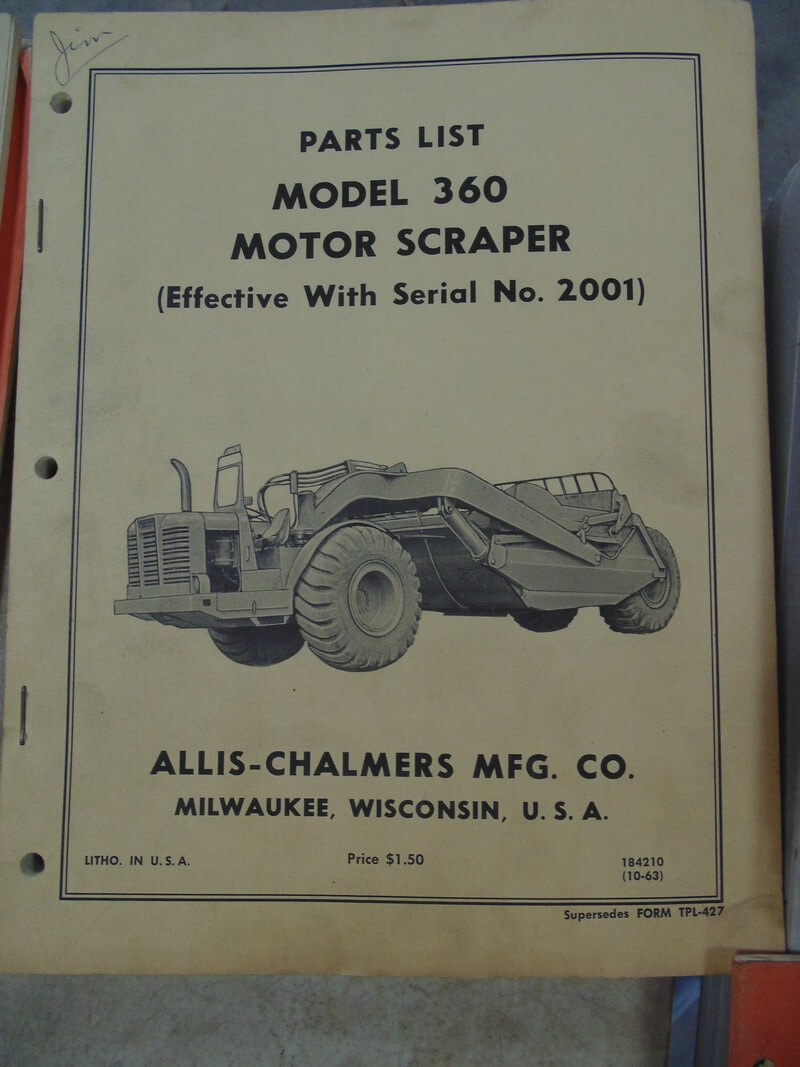 Jim
PARTS LIST
MODEL 360
MOTOR SCRAPER
(Effective With Serial No. 2001)
ALLIS-CHALMERS MFG. CO.
MILWAUKEE, WISCONSIN, U. S. A.
LITHO. IN U. S. A.
Price $1.50
184210
(10-63)
Supersedes FORM TPL-427